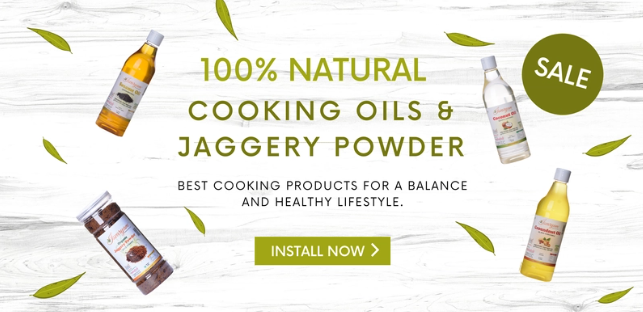 100% NATURAL
SALE
COOKING OILS &
JAGGERY POWDER
BEST COOKING PRODUCTS FOR A BALANCE
AND HEALTHY LIFESTYLE.
INSTALL NOW >